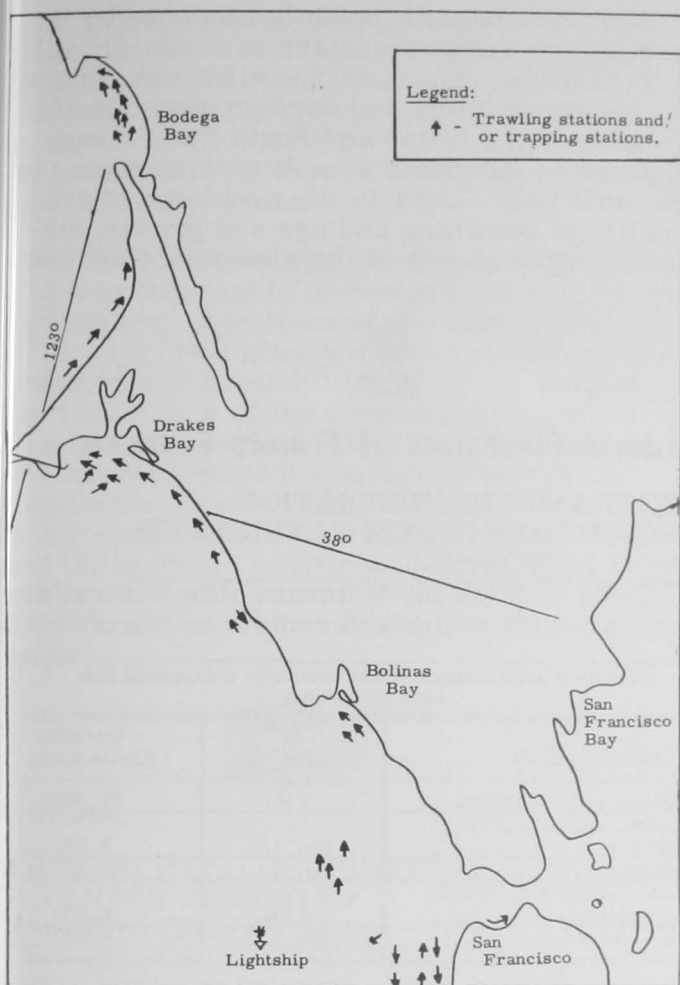 Bodega
Bay
Legend:
- Trawling stations and/
or trapping stations.
1230
Drakes
Bay
380
Bolinas
Bay
San
Francisco
Bay
Lightship
San
Francisco